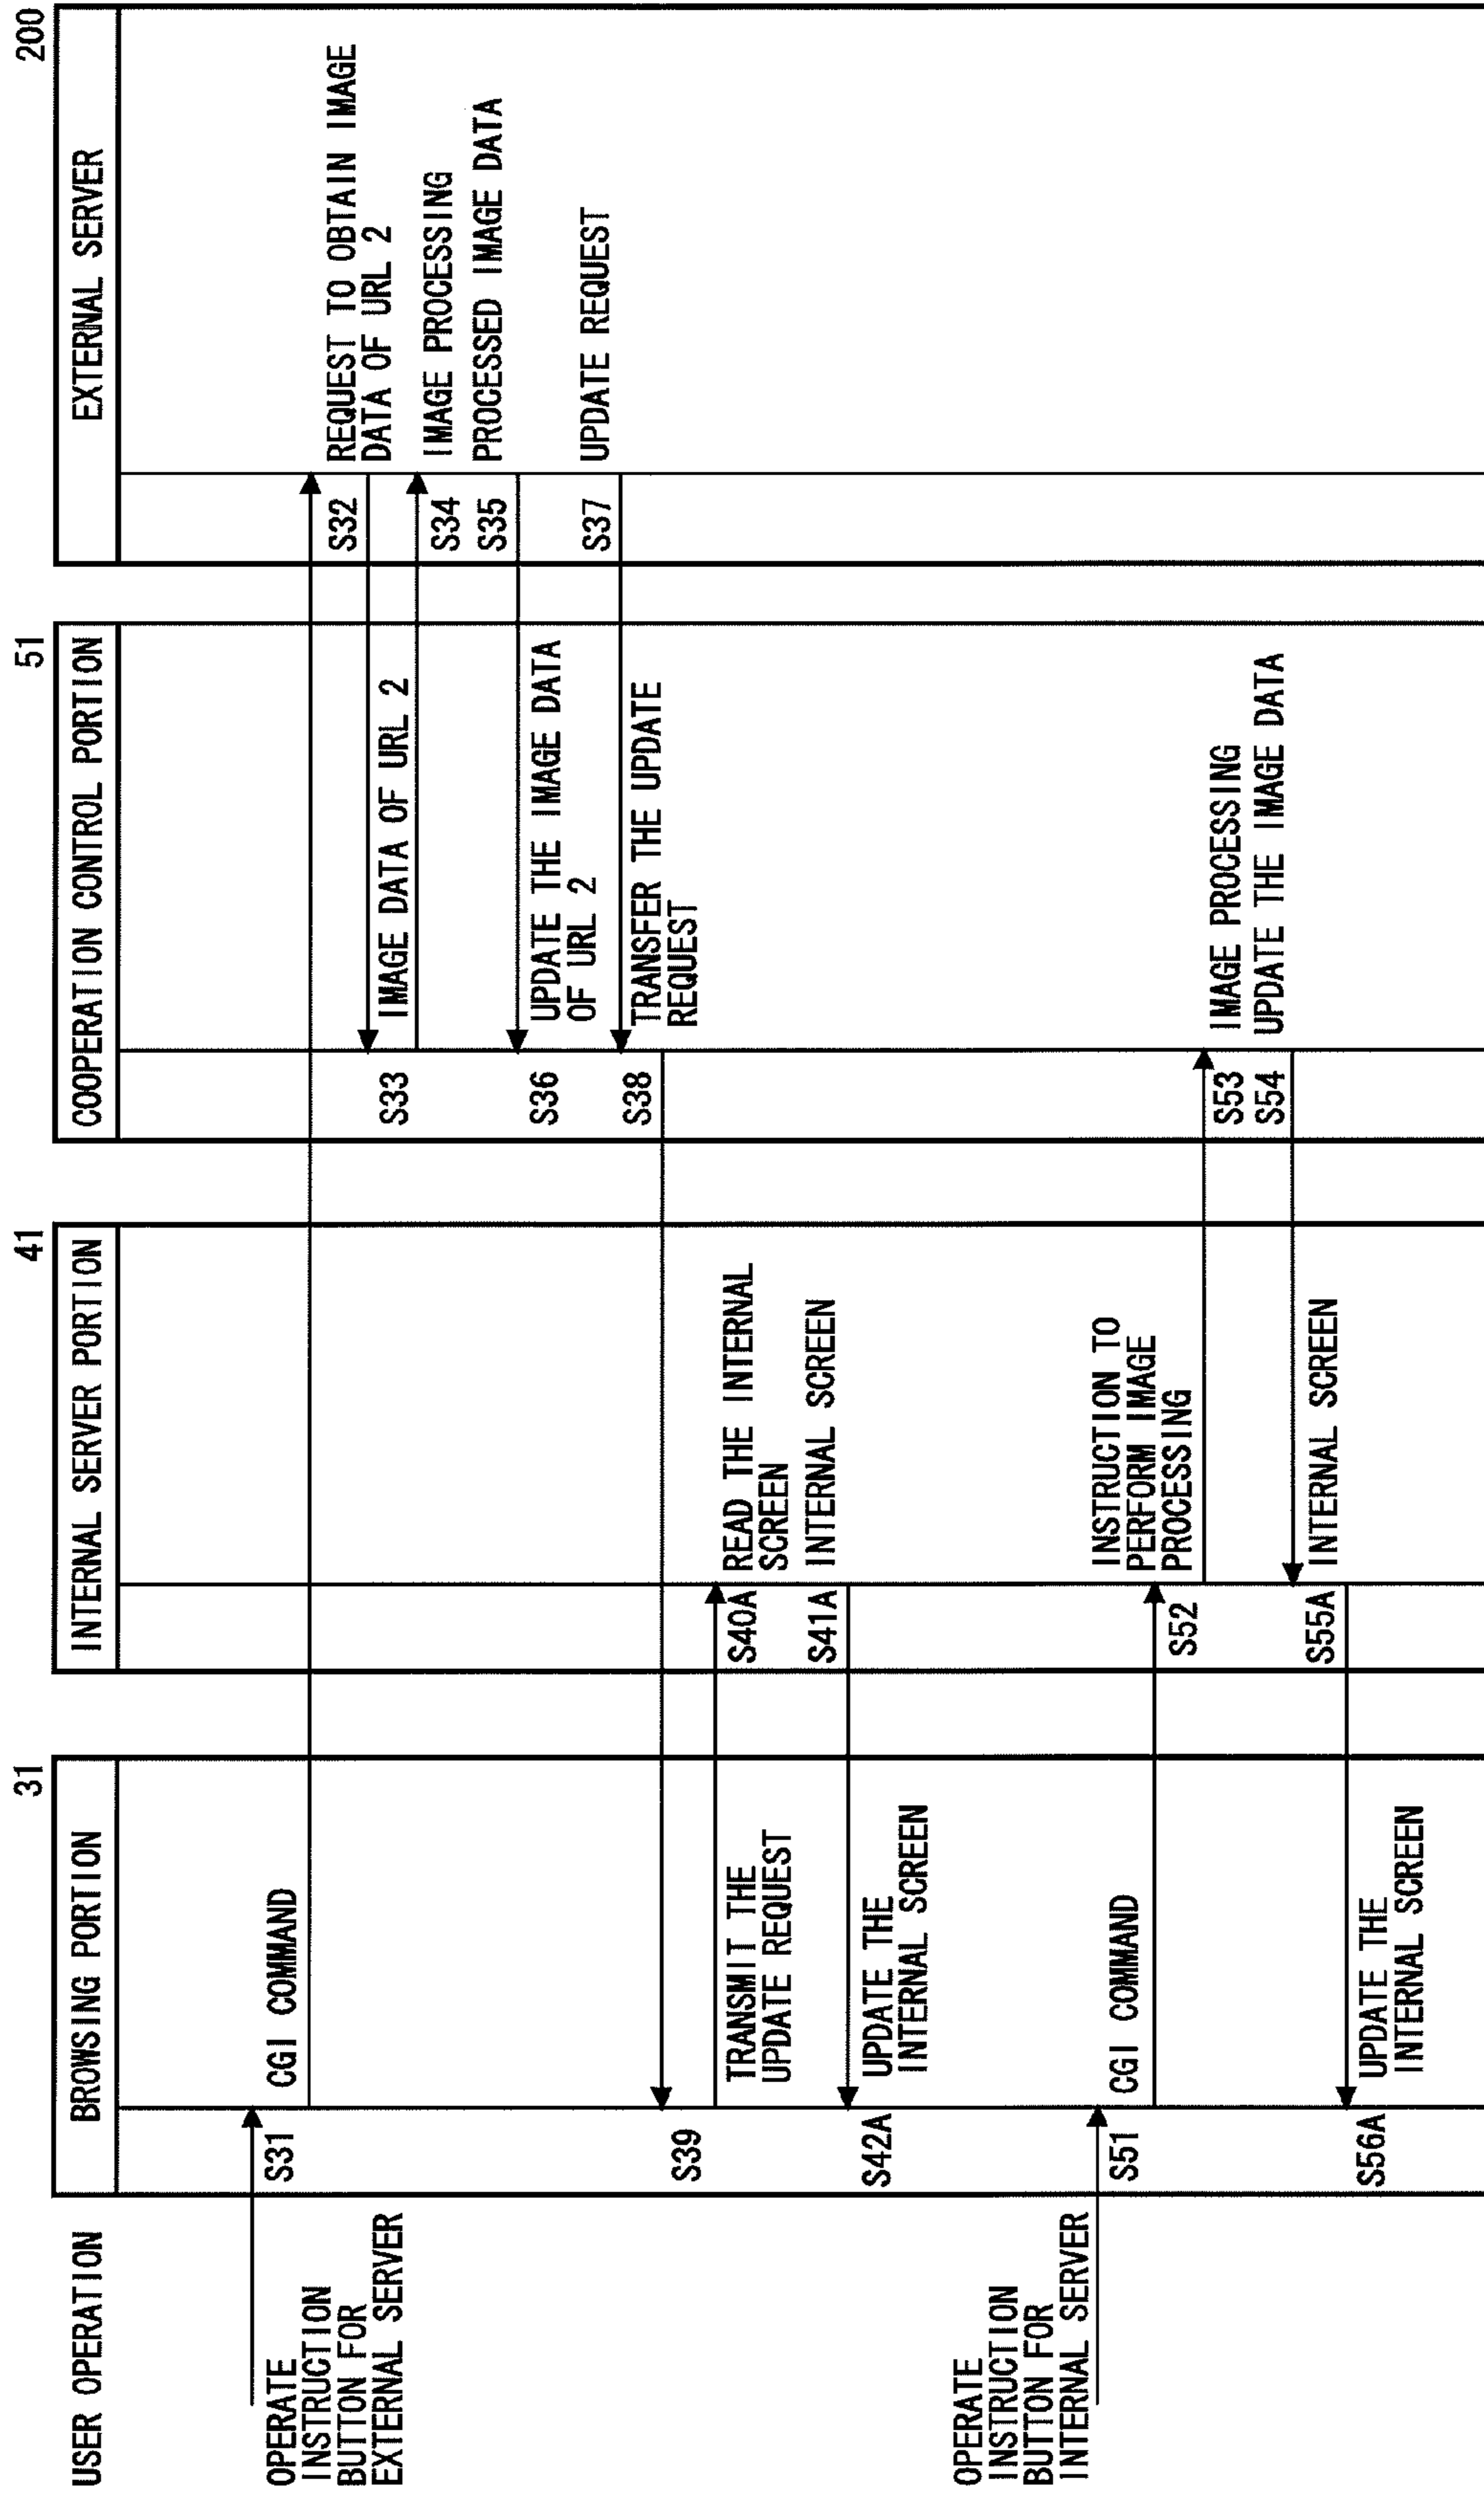 USER OPERATION
31
BROWSING PORTION
41
INTERNAL SERVER PORTION
51
COOPERATION CONTROL PORTION
200
EXTERNAL SERVER
OPERATE
INSTRUCTION
BUTTON FOR
EXTERNAL SERVER
S31
CGI COMMAND
S32
REQUEST TO OBTAIN IMAGE
DATA OF URL 2
S33
IMAGE DATA OF URL 2
S34
IMAGE PROCESSING
S35
PROCESSED IMAGE DATA
S36
UPDATE THE IMAGE DATA
OF URL 2
S37
UPDATE REQUEST
S38
TRANSFER THE UPDATE
REQUEST
S39
TRANSMIT THE
UPDATE REQUEST
S40A
READ THE INTERNAL
SCREEN
S41A
INTERNAL SCREEN
S42A
UPDATE THE
INTERNAL SCREEN
OPERATE
INSTRUCTION
BUTTON FOR
INTERNAL SERVER
S51
CGI COMMAND
S52
INSTRUCTION TO
PERFORM IMAGE
PROCESSING
S53
IMAGE PROCESSING
S54
UPDATE THE IMAGE DATA
S55A
INTERNAL SCREEN
S56A
UPDATE THE
INTERNAL SCREEN